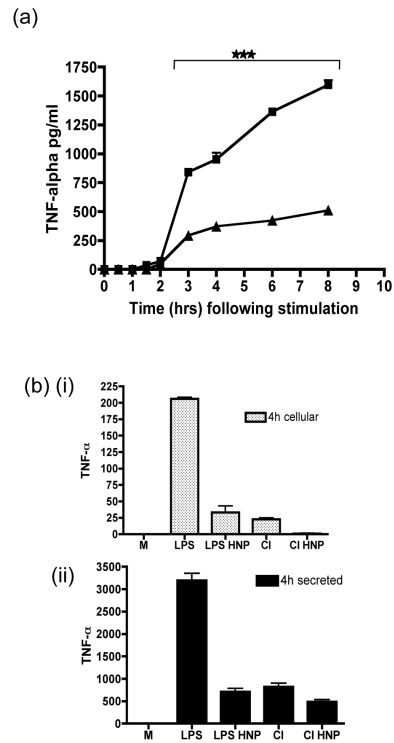 (a)
★★★
TNF-alpha pg/ml
1750
1500
1250
1000
750
500
250
0
0 1 2 3 4 5 6 7 8 9 10
Time (hrs) following stimulation
(b) (i)
TNF-α
225
200
175
150
125
100
75
50
25
0
4h cellular
M LPS LPS HNP CI CI HNP
(ii)
TNF-α
3500
3000
2500
2000
1500
1000
500
0
4h secreted
M LPS LPS HNP CI CI HNP